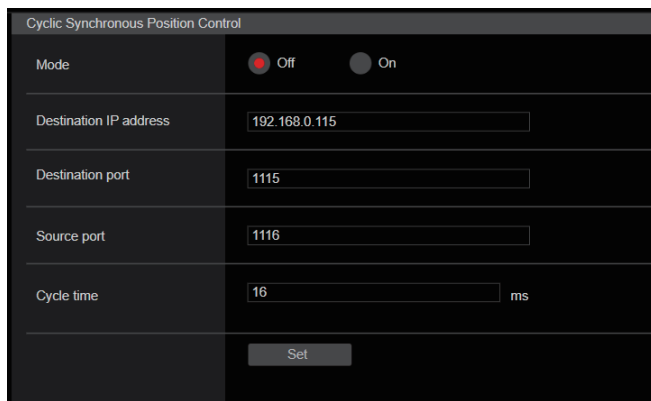 Cyclic Synchronous Position Control
Mode Off On
Destination IP address 192.168.0.115
Destination port 1115
Source port 1116
Cycle time 16 ms
Set